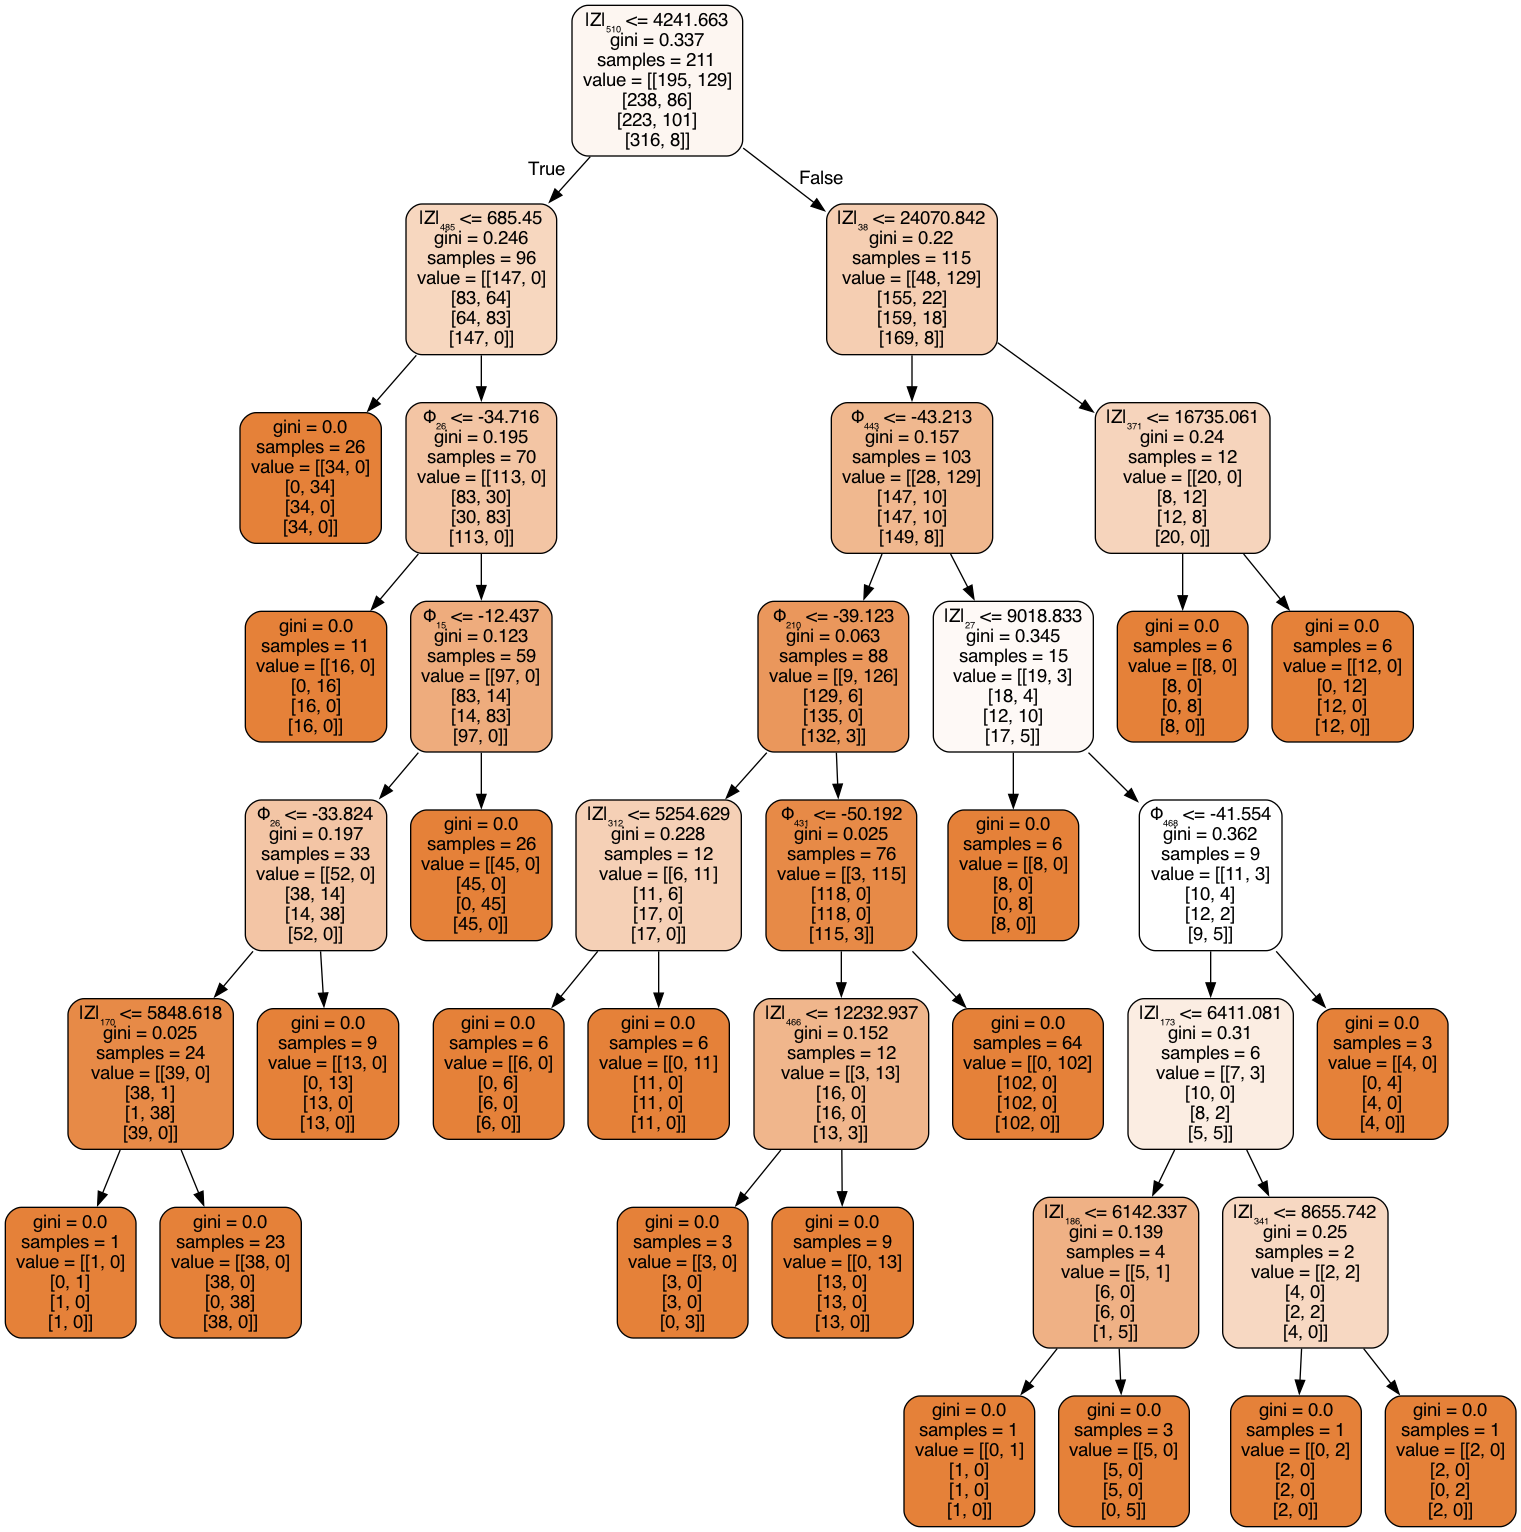 |Z|₅₁₀ <= 4241.663
gini = 0.337
samples = 211
value = [[195, 129]
[238, 86]
[223, 101]
[316, 8]]
True
False
|Z|₄₈₅ <= 685.45
gini = 0.246
samples = 96
value = [[147, 0]
[83, 64]
[64, 83]
[147, 0]]
|Z|₃₈ <= 24070.842
gini = 0.22
samples = 115
value = [[48, 129]
[155, 22]
[159, 18]
[169, 8]]
gini = 0.0
samples = 26
value = [[34, 0]
[0, 34]
[34, 0]
[34, 0]]
Φ₂₆ <= -34.716
gini = 0.195
samples = 70
value = [[113, 0]
[83, 30]
[30, 83]
[113, 0]]
Φ₄₄₃ <= -43.213
gini = 0.157
samples = 103
value = [[28, 129]
[147, 10]
[147, 10]
[149, 8]]
|Z|₃₇₁ <= 16735.061
gini = 0.24
samples = 12
value = [[20, 0]
[8, 12]
[12, 8]
[20, 0]]
gini = 0.0
samples = 11
value = [[16, 0]
[0, 16]
[16, 0]
[16, 0]]
Φ₁₅ <= -12.437
gini = 0.123
samples = 59
value = [[97, 0]
[83, 14]
[14, 83]
[97, 0]]
Φ₂₁₀ <= -39.123
gini = 0.063
samples = 88
value = [[9, 126]
[129, 6]
[135, 0]
[132, 3]]
|Z|₂₇ <= 9018.833
gini = 0.345
samples = 15
value = [[19, 3]
[18, 4]
[12, 10]
[17, 5]]
gini = 0.0
samples = 6
value = [[8, 0]
[8, 0]
[0, 8]
[8, 0]]
gini = 0.0
samples = 6
value = [[12, 0]
[0, 12]
[12, 0]
[12, 0]]
Φ₂₆ <= -33.824
gini = 0.197
samples = 33
value = [[52, 0]
[38, 14]
[14, 38]
[52, 0]]
gini = 0.0
samples = 26
value = [[45, 0]
[45, 0]
[0, 45]
[45, 0]]
|Z|₃₁₂ <= 5254.629
gini = 0.228
samples = 12
value = [[6, 11]
[11, 6]
[17, 0]
[17, 0]]
Φ₄₃₁ <= -50.192
gini = 0.025
samples = 76
value = [[3, 115]
[118, 0]
[118, 0]
[115, 3]]
gini = 0.0
samples = 6
value = [[8, 0]
[8, 0]
[0, 8]
[8, 0]]
Φ₄₆₈ <= -41.554
gini = 0.362
samples = 9
value = [[11, 3]
[10, 4]
[12, 2]
[9, 5]]
|Z|₁₇₀ <= 5848.618
gini = 0.025
samples = 24
value = [[39, 0]
[38, 1]
[1, 38]
[39, 0]]
gini = 0.0
samples = 9
value = [[13, 0]
[0, 13]
[13, 0]
[13, 0]]
gini = 0.0
samples = 6
value = [[6, 0]
[0, 6]
[6, 0]
[6, 0]]
gini = 0.0
samples = 6
value = [[0, 11]
[11, 0]
[11, 0]
[11, 0]]
|Z|₄₆₆ <= 12232.937
gini = 0.152
samples = 12
value = [[3, 13]
[16, 0]
[16, 0]
[13, 3]]
gini = 0.0
samples = 64
value = [[0, 102]
[102, 0]
[102, 0]
[102, 0]]
|Z|₁₇₃ <= 6411.081
gini = 0.31
samples = 6
value = [[7, 3]
[10, 0]
[8, 2]
[5, 5]]
gini = 0.0
samples = 3
value = [[4, 0]
[0, 4]
[4, 0]
[4, 0]]
gini = 0.0
samples = 1
value = [[1, 0]
[0, 1]
[1, 0]
[1, 0]]
gini = 0.0
samples = 23
value = [[38, 0]
[38, 0]
[0, 38]
[38, 0]]
gini = 0.0
samples = 3
value = [[3, 0]
[3, 0]
[3, 0]
[0, 3]]
gini = 0.0
samples = 9
value = [[0, 13]
[13, 0]
[13, 0]
[13, 0]]
|Z|₁₈₆ <= 6142.337
gini = 0.139
samples = 4
value = [[5, 1]
[6, 0]
[6, 0]
[1, 5]]
|Z|₃₄₁ <= 8655.742
gini = 0.25
samples = 2
value = [[2, 2]
[4, 0]
[2, 2]
[4, 0]]
gini = 0.0
samples = 1
value = [[0, 1]
[1, 0]
[1, 0]
[1, 0]]
gini = 0.0
samples = 3
value = [[5, 0]
[5, 0]
[5, 0]
[0, 5]]
gini = 0.0
samples = 1
value = [[0, 2]
[2, 0]
[2, 0]
[2, 0]]
gini = 0.0
samples = 1
value = [[2, 0]
[2, 0]
[0, 2]
[2, 0]]